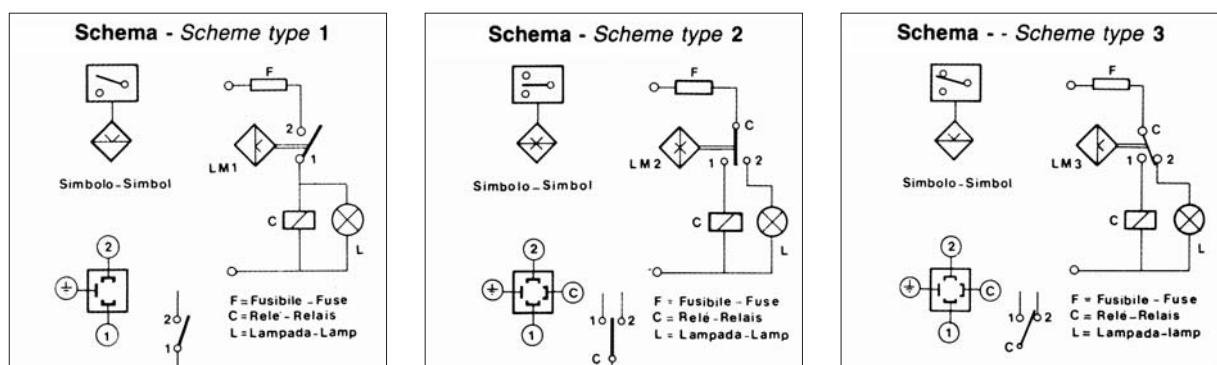 Schema - Scheme type 1
F
2
1
LM1
Simbolo-Simbol
C
L
2
1
F=Fusibile-Fuse
C=Relé-Relais
L=Lampada-Lamp
2
1
Schema - Scheme type 2
F
C
LM2
1
2
Simbolo-Simbol
C
L
2
C
1
F=Fusibile-Fuse
C=Relé-Relais
L=Lampada-Lamp
1
2
C
Schema - - Scheme type 3
F
C
LM3
1
2
Simbolo-Simbol
C
L
2
C
1
F=Fusibile-Fuse
C=Relé-Relais
L=Lampada-lamp
1
2
C